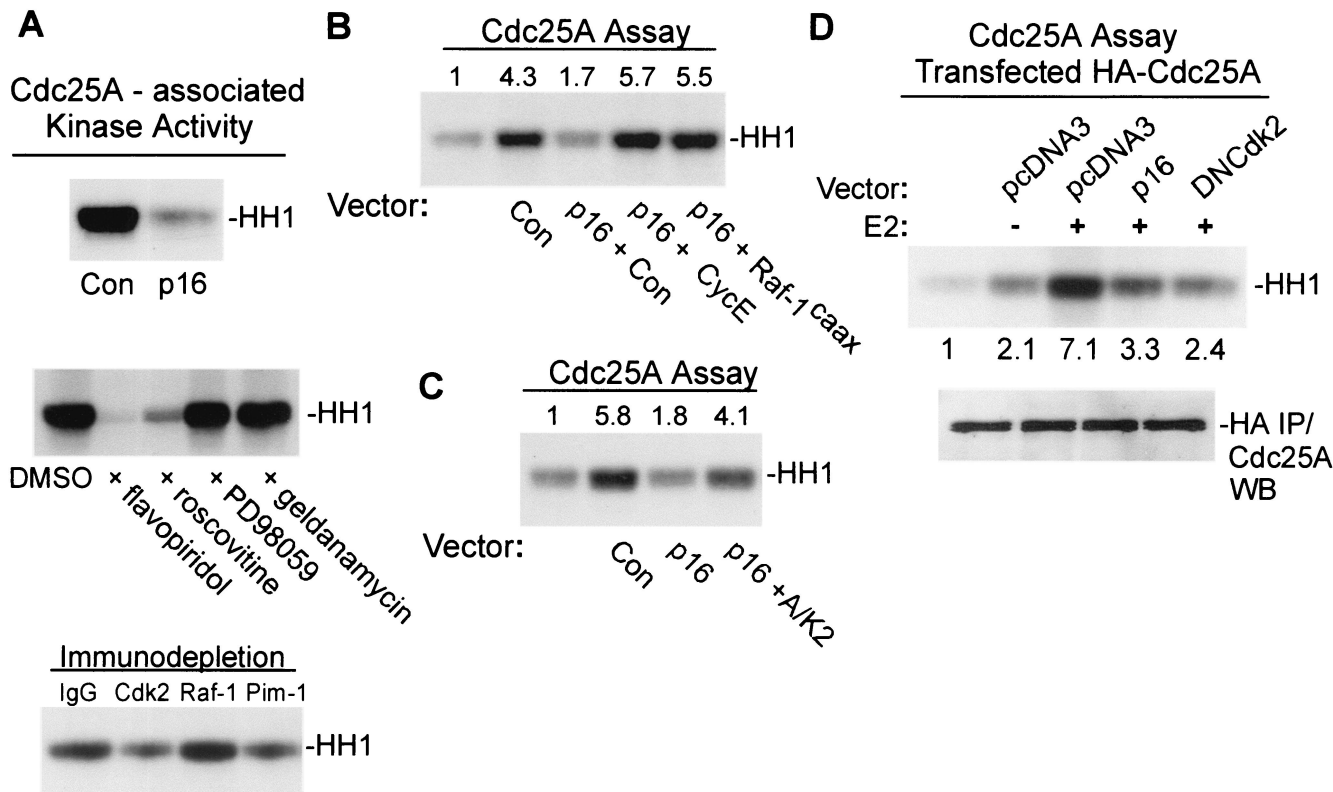 A
Cdc25A - associated
Kinase Activity
-HH1
Con p16
-HH1
DMSO + flavopiridol + roscovitine + PD98059 + geldanamycin
Immunodepletion
IgG Cdk2 Raf-1 Pim-1
-HH1
B
Cdc25A Assay
1 4.3 1.7 5.7 5.5
-HH1
Vector: Con p16 + Con p16 + CycE p16 + Raf-1 caax
C
Cdc25A Assay
1 5.8 1.8 4.1
-HH1
Vector: Con p16 p16 +A/K2
D
Cdc25A Assay
Transfected HA-Cdc25A
Vector: pcDNA3 pcDNA3 p16 DNCdk2
E2: - + + +
-HH1
1 2.1 7.1 3.3 2.4
-HA IP/
Cdc25A
WB